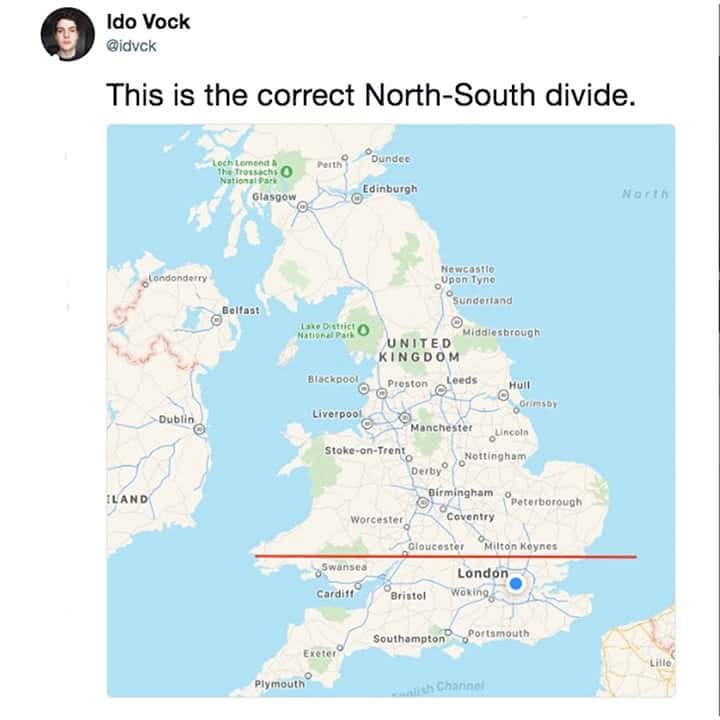 Ido Vock
@idvck
This is the correct North-South divide.
Loch Lomond &
The Trossachs
National Park
Perth
Dundee
Glasgow
Edinburgh
North
Londonderry
Belfast
Newcastle
Upon Tyne
Sunderland
Lake District
National Park
Middlesbrough
UNITED
KINGDOM
Blackpool
Preston
Leeds
Hull
Grimsby
Dublin
Liverpool
Manchester
Lincoln
Stoke-on-Trent
Nottingham
Derby
ELAND
Birmingham
Peterborough
Worcester
Coventry
Gloucester
Milton Keynes
Swansea
London
Cardiff
Bristol
Woking
Southampton
Portsmouth
Exeter
Lille
Plymouth
English Channel